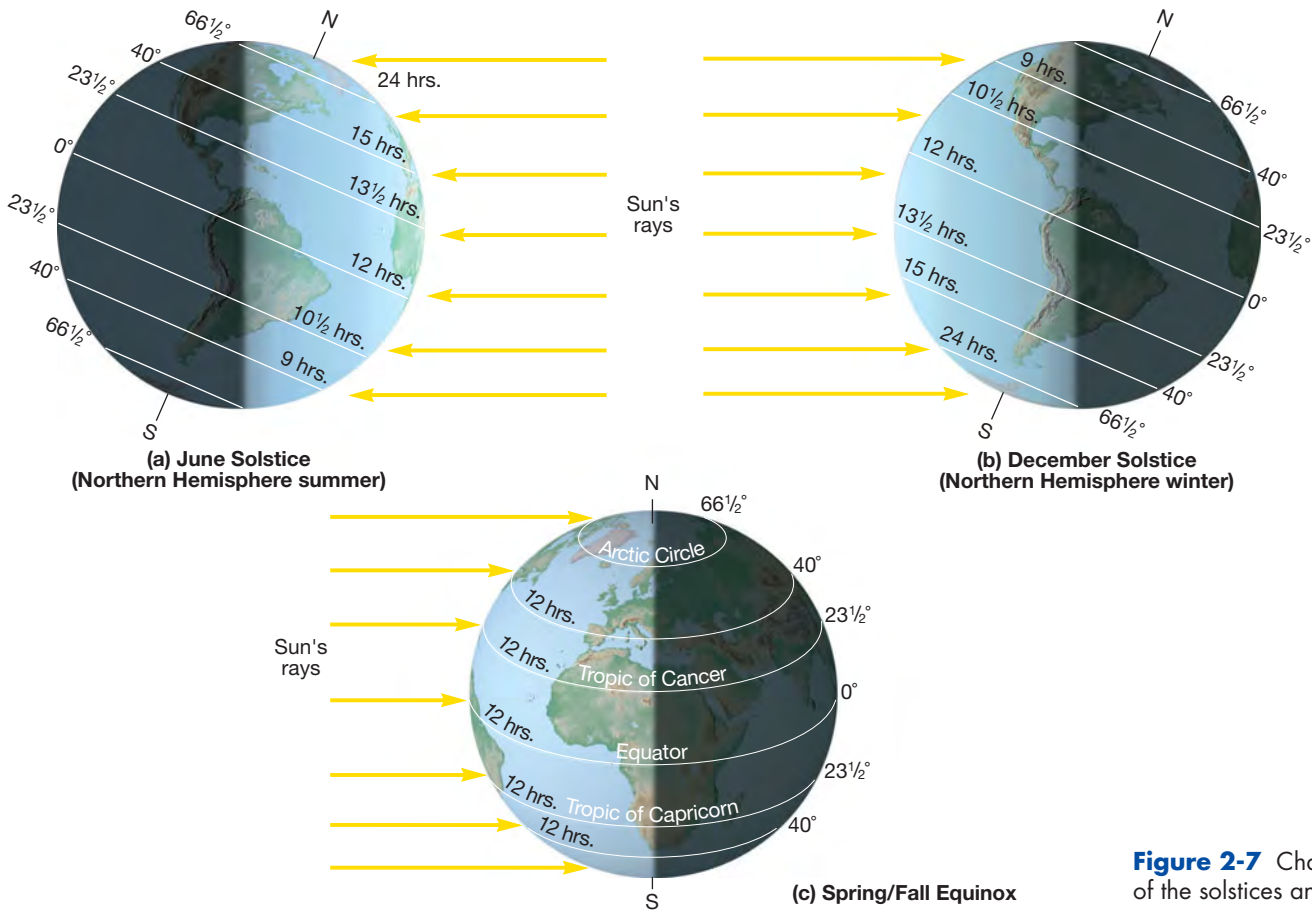 66½°
N
40°
24 hrs.
23½°
15 hrs.
0°
13½ hrs.
23½°
12 hrs.
40°
10½ hrs.
66½°
9 hrs.
S
(a) June Solstice
(Northern Hemisphere summer)
Sun's
rays
N
9 hrs.
66½°
10½ hrs.
40°
12 hrs.
23½°
13½ hrs.
0°
15 hrs.
23½°
24 hrs.
40°
66½°
S
(b) December Solstice
(Northern Hemisphere winter)
N
66½°
Arctic Circle
40°
12 hrs.
23½°
Sun's
rays
12 hrs.
Tropic of Cancer
0°
12 hrs.
Equator
23½°
12 hrs.
Tropic of Capricorn
40°
12 hrs.
S
(c) Spring/Fall Equinox
Figure 2-7
of the solstices